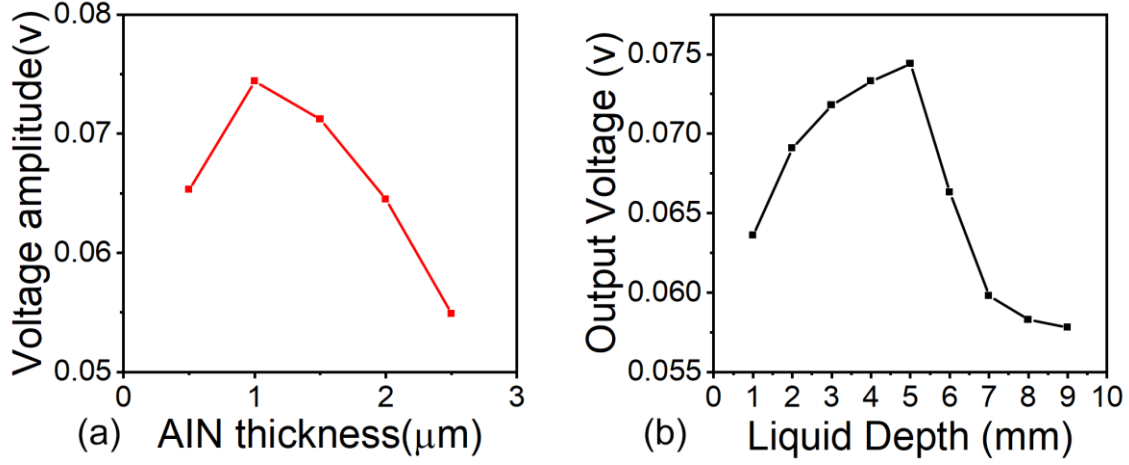 Voltage amplitude(v)
0.08
0.07
0.06
0.05
0 1 2 3
(a) AlN thickness(μm)
Output Voltage (v)
0.075
0.070
0.065
0.060
0.055
0 1 2 3 4 5 6 7 8 9 10
(b) Liquid Depth (mm)